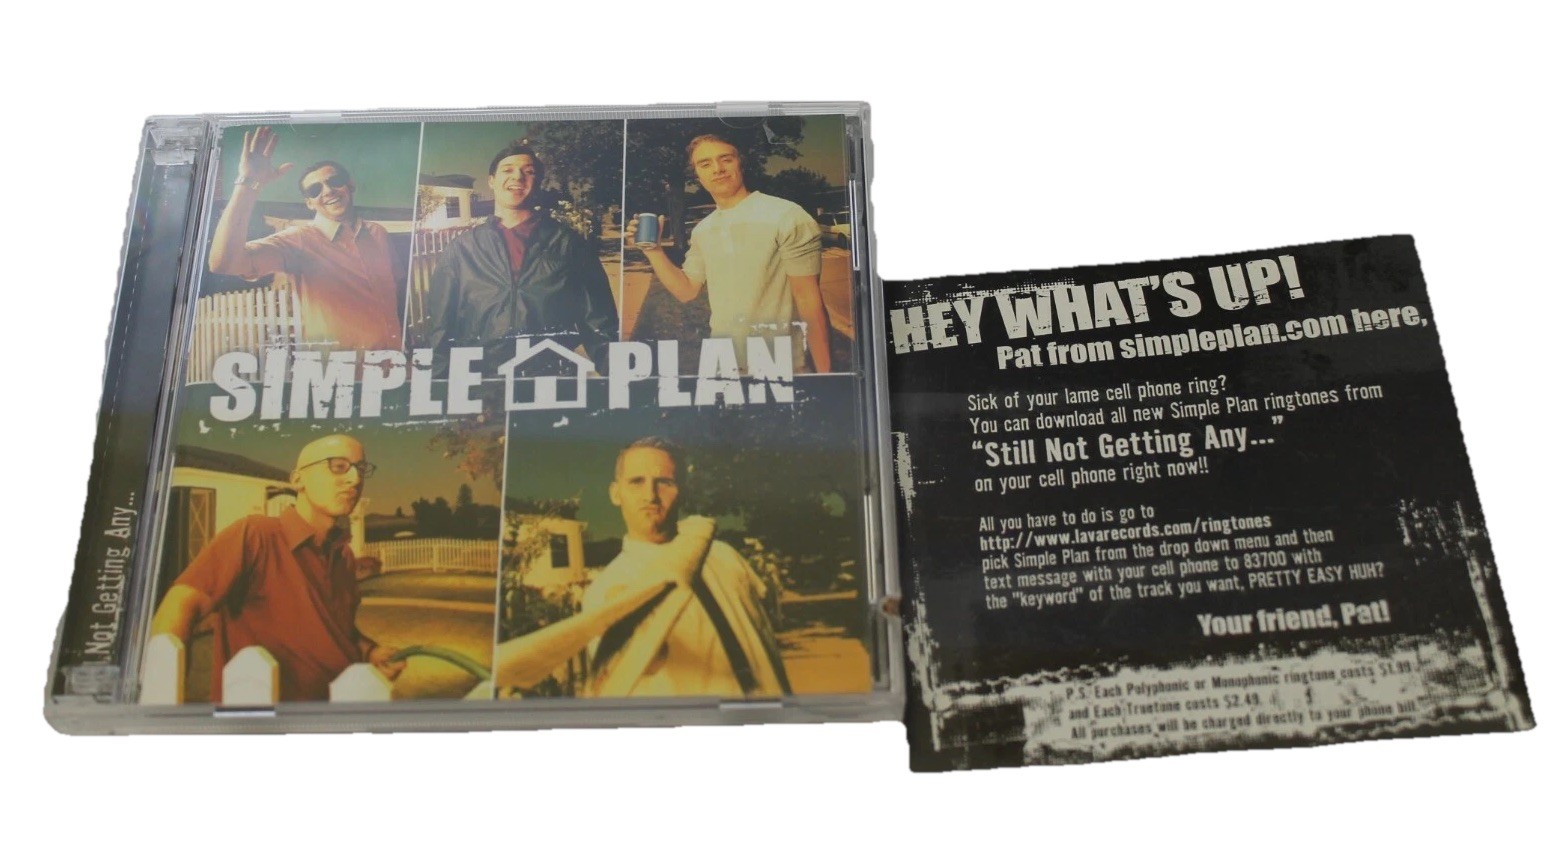 SIMPLE PLAN
Not Getting Any...
HEY WHAT'S UP!
Pat from simpleplan.com here,
Sick of your lame cell phone ring?
You can download all new Simple Plan ringtones from
"Still Not Getting Any..."
on your cell phone right now!!
All you have to do is go to
http://www.lavarecords.com/ringtones
pick Simple Plan from the drop down menu and then
text message with your cell phone to 83700 with
the "keyword" of the track you want, PRETTY EASY HUH?
Your friend, Pat!
P.S. Each Polyphonic or Monophonic ringtone costs $1.99
and Each Truetone costs $2.49.
All purchases will be charged directly to your phone bill.